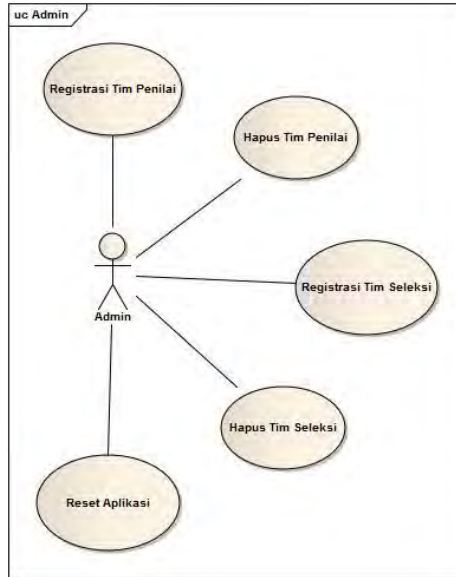 uc Admin
Registrasi Tim Penilai
Hapus Tim Penilai
Registrasi Tim Seleksi
Admin
Hapus Tim Seleksi
Reset Aplikasi